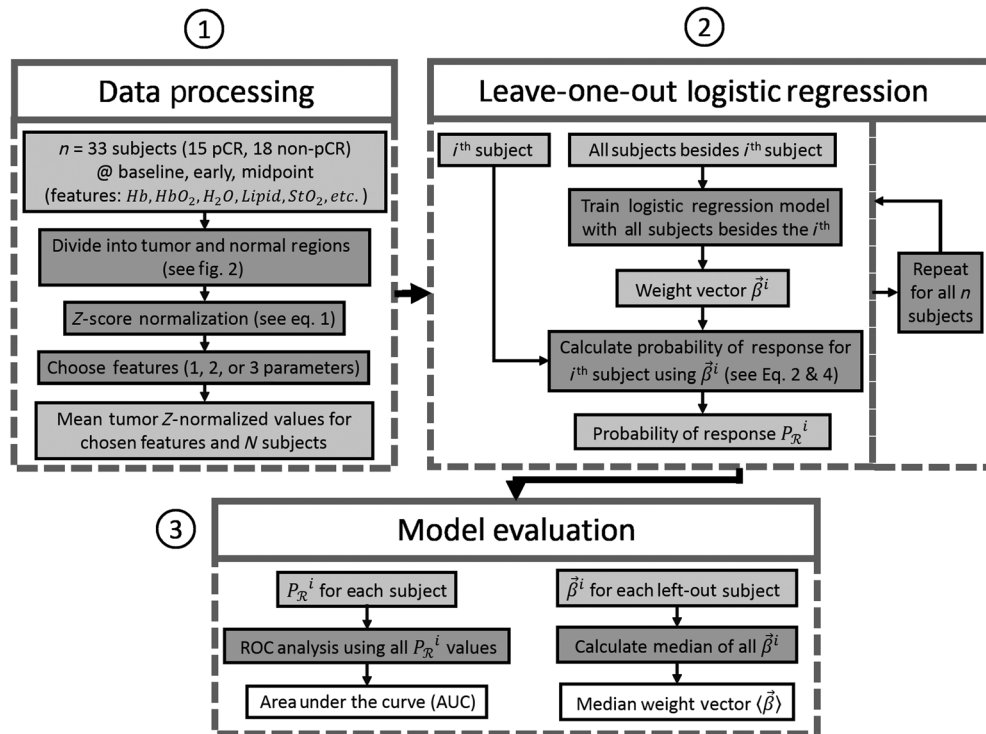 1
Data processing
n = 33 subjects (15 pCR, 18 non-pCR)
@ baseline, early, midpoint
(features: Hb, HbO₂, H₂O, Lipid, StO₂, etc.)
Divide into tumor and normal regions
(see fig. 2)
Z-score normalization (see eq. 1)
Choose features (1, 2, or 3 parameters)
Mean tumor Z-normalized values for
chosen features and N subjects
2
Leave-one-out logistic regression
iᵗʰ subject
All subjects besides iᵗʰ subject
Train logistic regression model
with all subjects besides the iᵗʰ
Weight vector β⃗ⁱ
Calculate probability of response for
iᵗʰ subject using β⃗ⁱ (see Eq. 2 & 4)
Probability of response P_ℛⁱ
Repeat
for all n
subjects
3
Model evaluation
P_ℛⁱ for each subject
ROC analysis using all P_ℛⁱ values
Area under the curve (AUC)
β⃗ⁱ for each left-out subject
Calculate median of all β⃗ⁱ
Median weight vector ⟨β⃗⟩